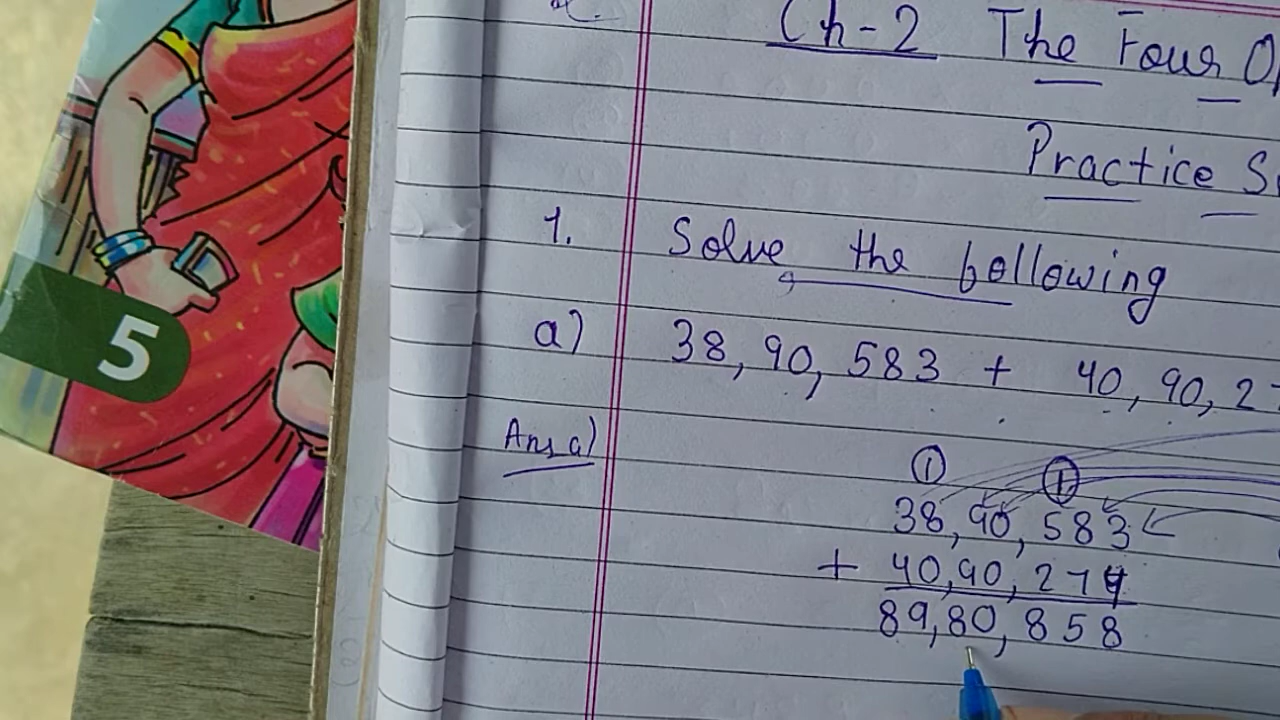 Ch-2 The Four
Practice
1. Solve the following
a) 38,90,583 + 40,90,2
Ans a)
1 1
38,90,583
+ 40,90,274
89,80,858
5